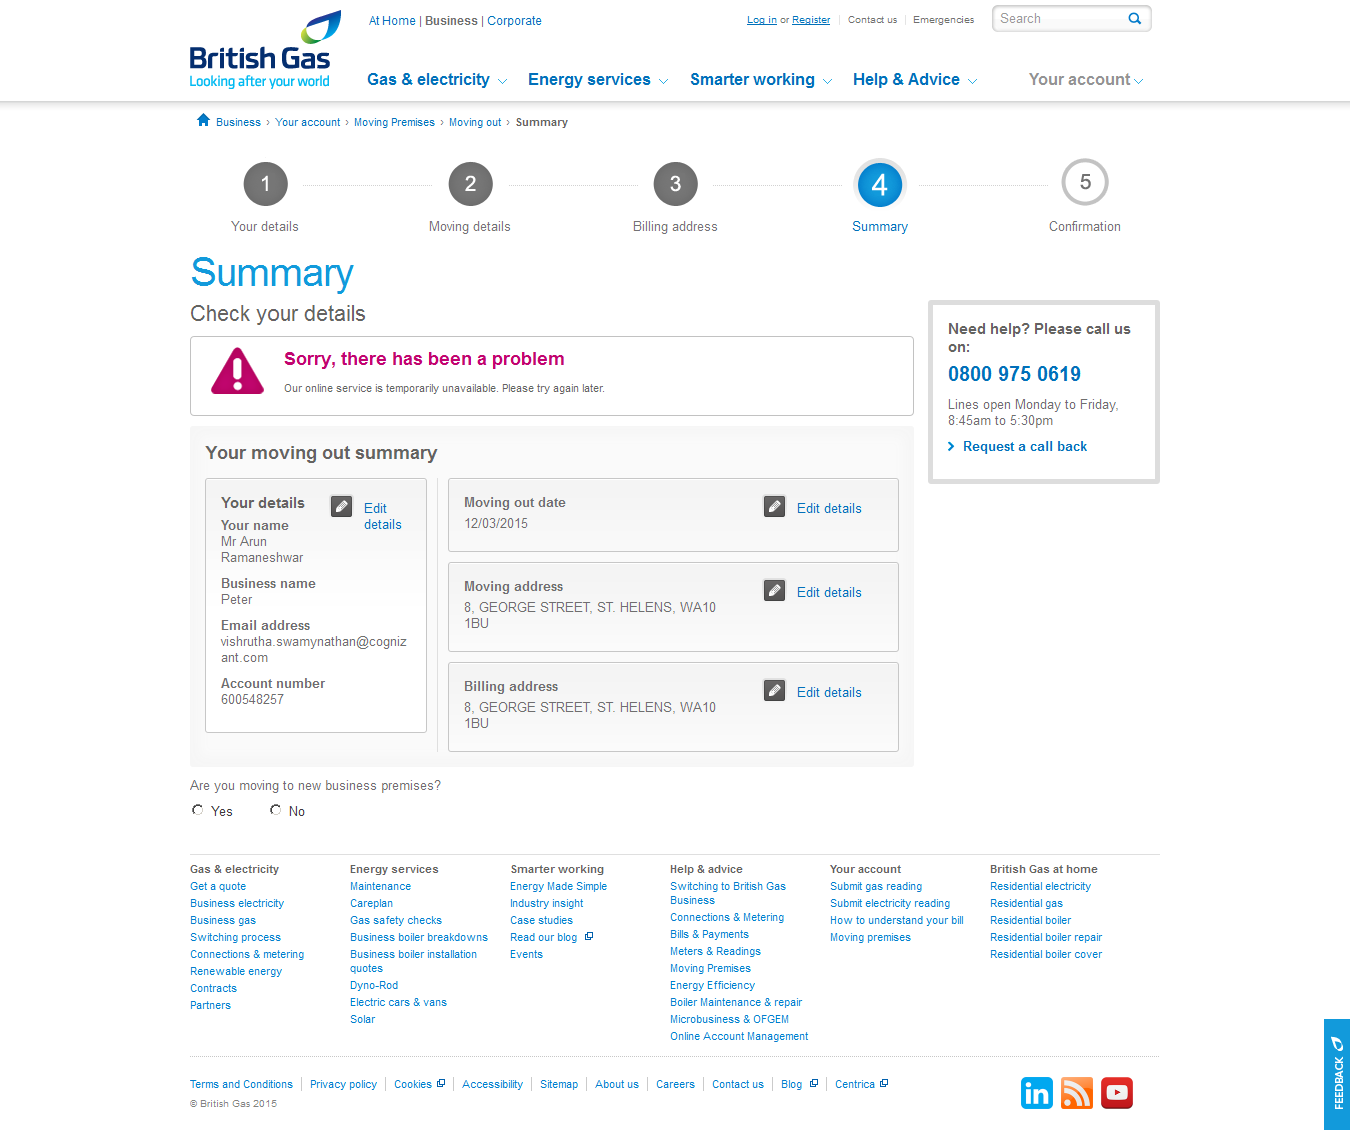 British Gas
Looking after your world
At Home | Business | Corporate
Log in or Register
Contact us
Emergencies
Search
Gas & electricity
Energy services
Smarter working
Help & Advice
Your account
Business › Your account › Moving Premises › Moving out › Summary
1
2
3
4
5
Your details
Moving details
Billing address
Summary
Confirmation
Summary
Check your details
Sorry, there has been a problem
Our online service is temporarily unavailable. Please try again later.
Need help? Please call us
on:
0800 975 0619
Lines open Monday to Friday,
8:45am to 5:30pm
Request a call back
Your moving out summary
Your details
Edit
details
Your name
Mr Arun
Ramaneshwar
Business name
Peter
Email address
vishrutha.swamynathan@cogniz
ant.com
Account number
600548257
Moving out date
12/03/2015
Edit details
Moving address
8, GEORGE STREET, ST. HELENS, WA10
1BU
Edit details
Billing address
8, GEORGE STREET, ST. HELENS, WA10
1BU
Edit details
Are you moving to new business premises?
Yes
No
Gas & electricity
Get a quote
Business electricity
Business gas
Switching process
Connections & metering
Renewable energy
Contracts
Partners
Energy services
Maintenance
Careplan
Gas safety checks
Business boiler breakdowns
Business boiler installation
quotes
Dyno-Rod
Electric cars & vans
Solar
Smarter working
Energy Made Simple
Industry insight
Case studies
Read our blog
Events
Help & advice
Switching to British Gas
Business
Connections & Metering
Bills & Payments
Meters & Readings
Moving Premises
Energy Efficiency
Boiler Maintenance & repair
Microbusiness & OFGEM
Online Account Management
Your account
Submit gas reading
Submit electricity reading
How to understand your bill
Moving premises
British Gas at home
Residential electricity
Residential gas
Residential boiler
Residential boiler repair
Residential boiler cover
FEEDBACK
Terms and Conditions
Privacy policy
Cookies
Accessibility
Sitemap
About us
Careers
Contact us
Blog
Centrica
in
© British Gas 2015